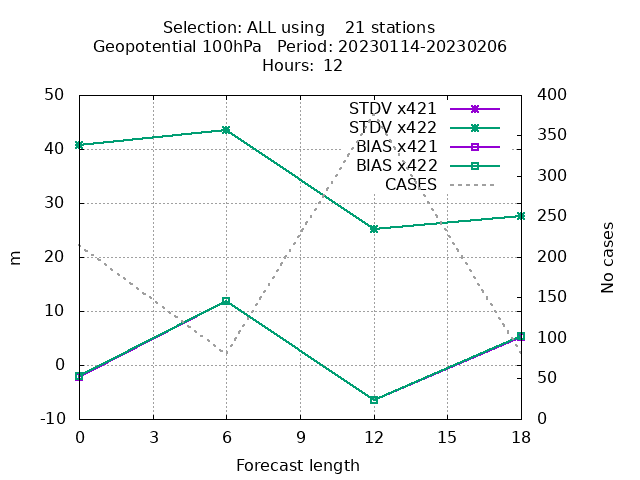 Selection: ALL using    21 stations
Geopotential 100hPa   Period: 20230114-20230206
Hours:  12
50
40
30
20
10
0
-10
400
350
300
250
200
150
100
50
0
m
No cases
STDV x421
STDV x422
BIAS x421
BIAS x422
CASES
0 3 6 9 12 15 18
Forecast length